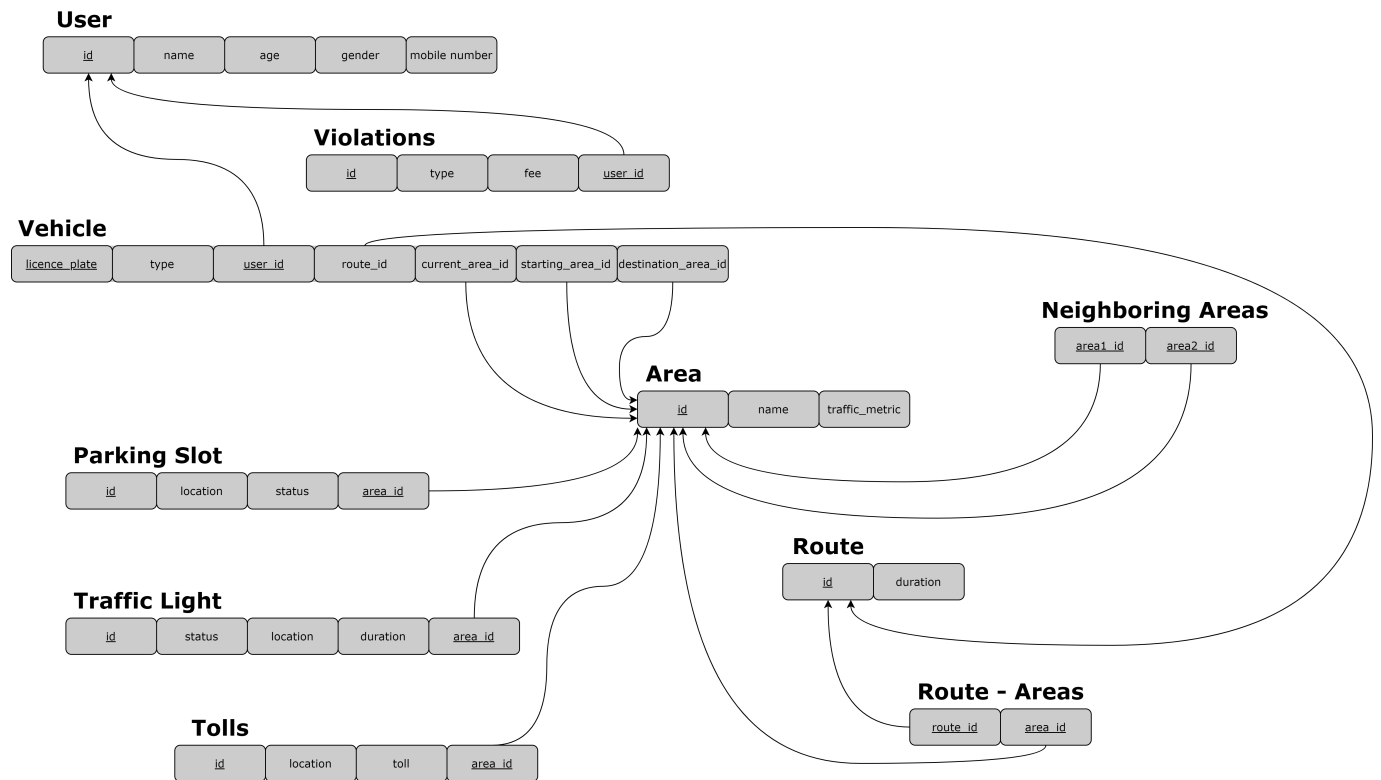 User
id name age gender mobile number
Violations
id type fee user_id
Vehicle
licence_plate type user_id route_id current_area_id starting_area_id destination_area_id
Neighboring Areas
area1_id area2_id
Area
id name traffic_metric
Parking Slot
id location status area_id
Route
id duration
Traffic Light
id status location duration area_id
Route - Areas
route_id area_id
Tolls
id location toll area_id